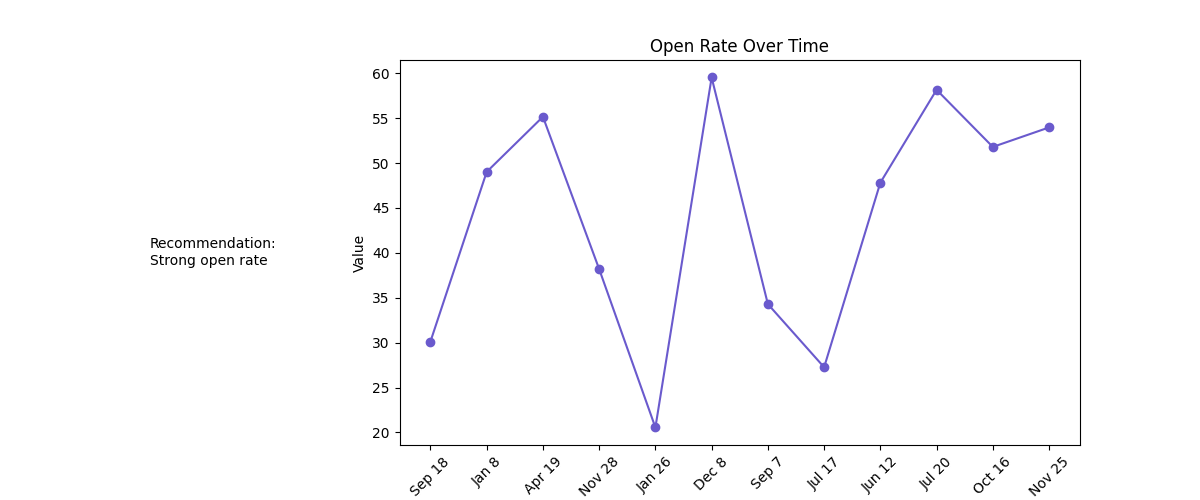 Open Rate Over Time
Recommendation:
Strong open rate
Value
60
55
50
45
40
35
30
25
20
Sep 18
Jan 8
Apr 19
Nov 28
Jan 26
Dec 8
Sep 7
Jul 17
Jun 12
Jul 20
Oct 16
Nov 25